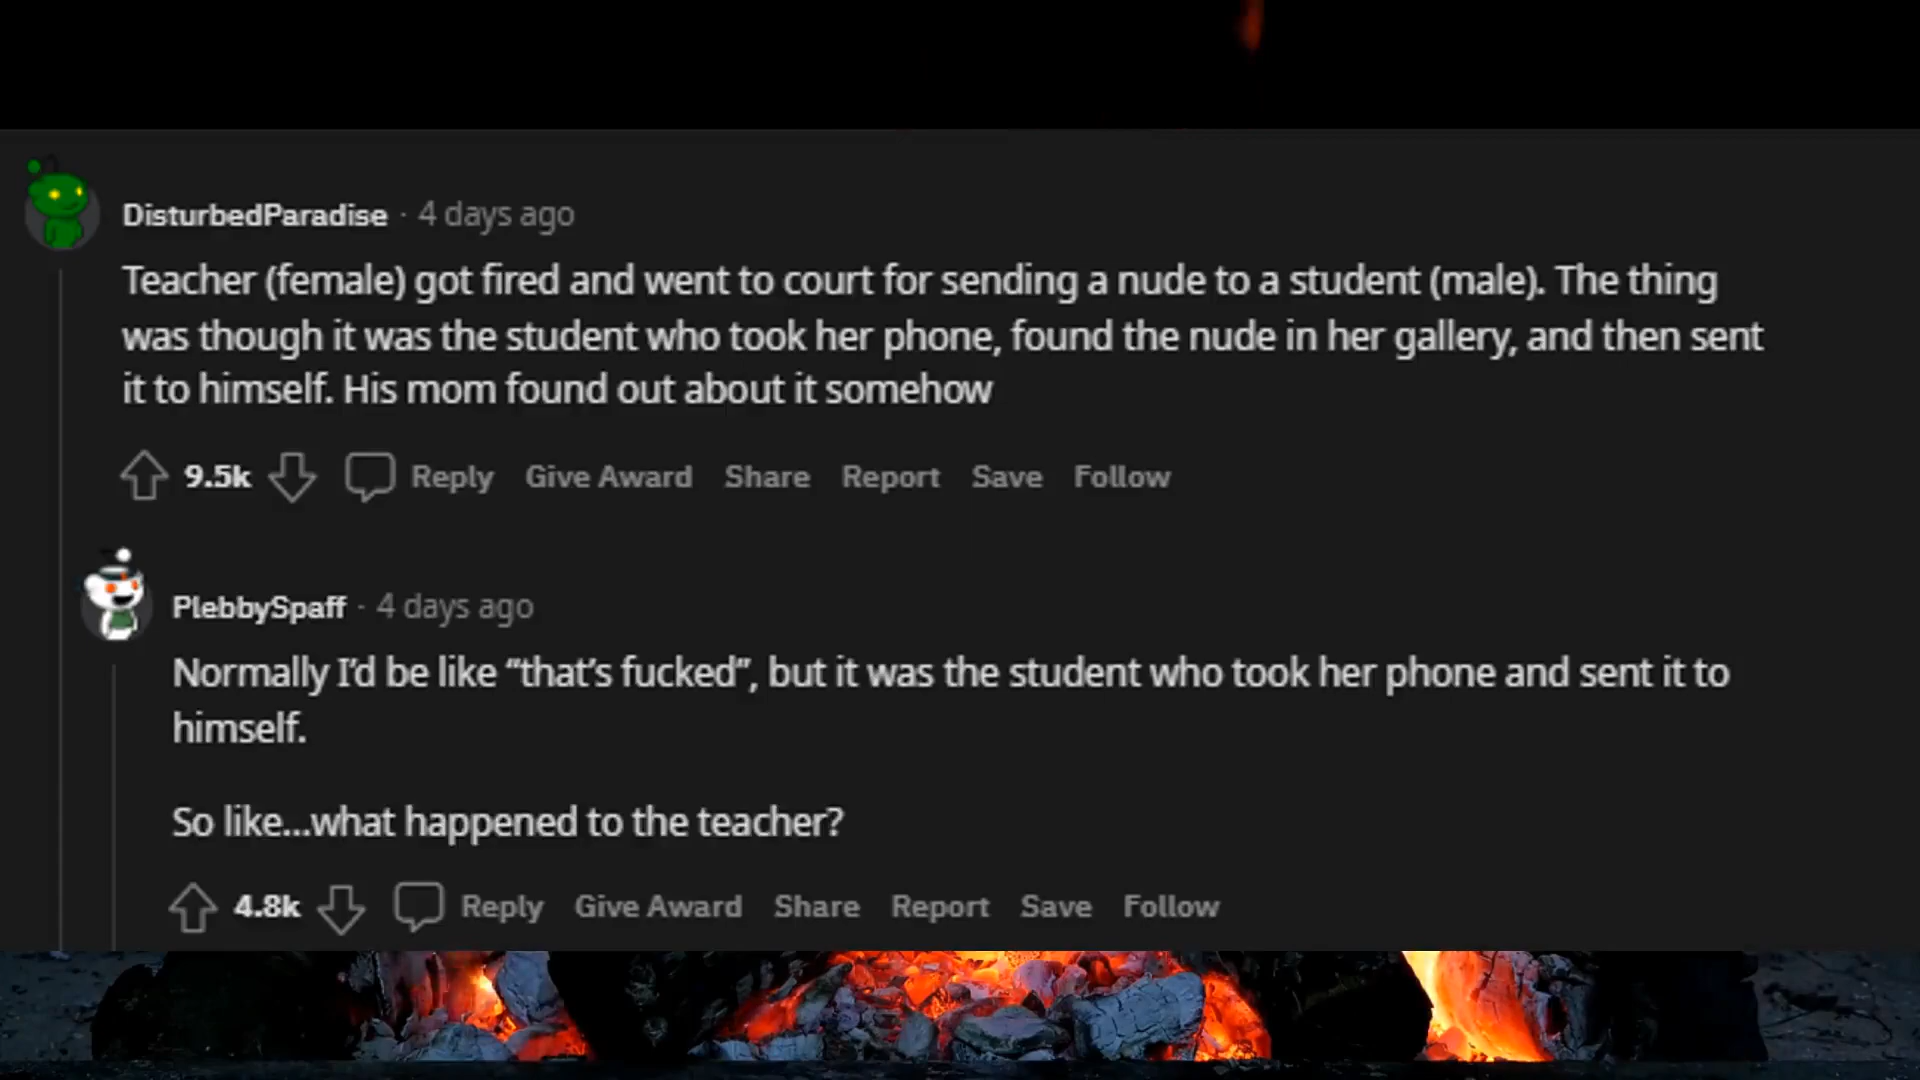 DisturbedParadise · 4 days ago
Teacher (female) got fired and went to court for sending a nude to a student (male). The thing
was though it was the student who took her phone, found the nude in her gallery, and then sent
it to himself. His mom found out about it somehow
9.5k Reply Give Award Share Report Save Follow
PlebbySpaff · 4 days ago
Normally I'd be like “that's fucked”, but it was the student who took her phone and sent it to
himself.
So like...what happened to the teacher?
4.8k Reply Give Award Share Report Save Follow